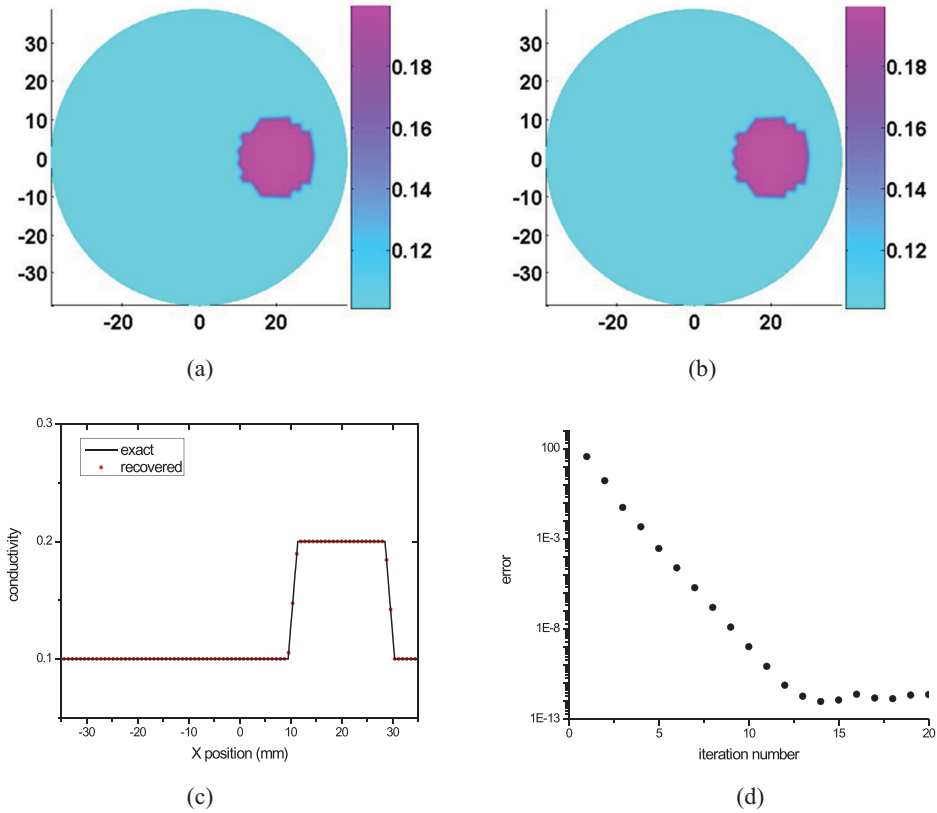 30
20
10
0
-10
-20
-30
-20 0 20
0.18
0.16
0.14
0.12
(a)
30
20
10
0
-10
-20
-30
-20 0 20
0.18
0.16
0.14
0.12
(b)
0.3
0.2
0.1
conductivity
exact
recovered
-30 -20 -10 0 10 20 30
X position (mm)
(c)
100
1E-3
1E-8
1E-13
error
0 5 10 15 20
iteration number
(d)